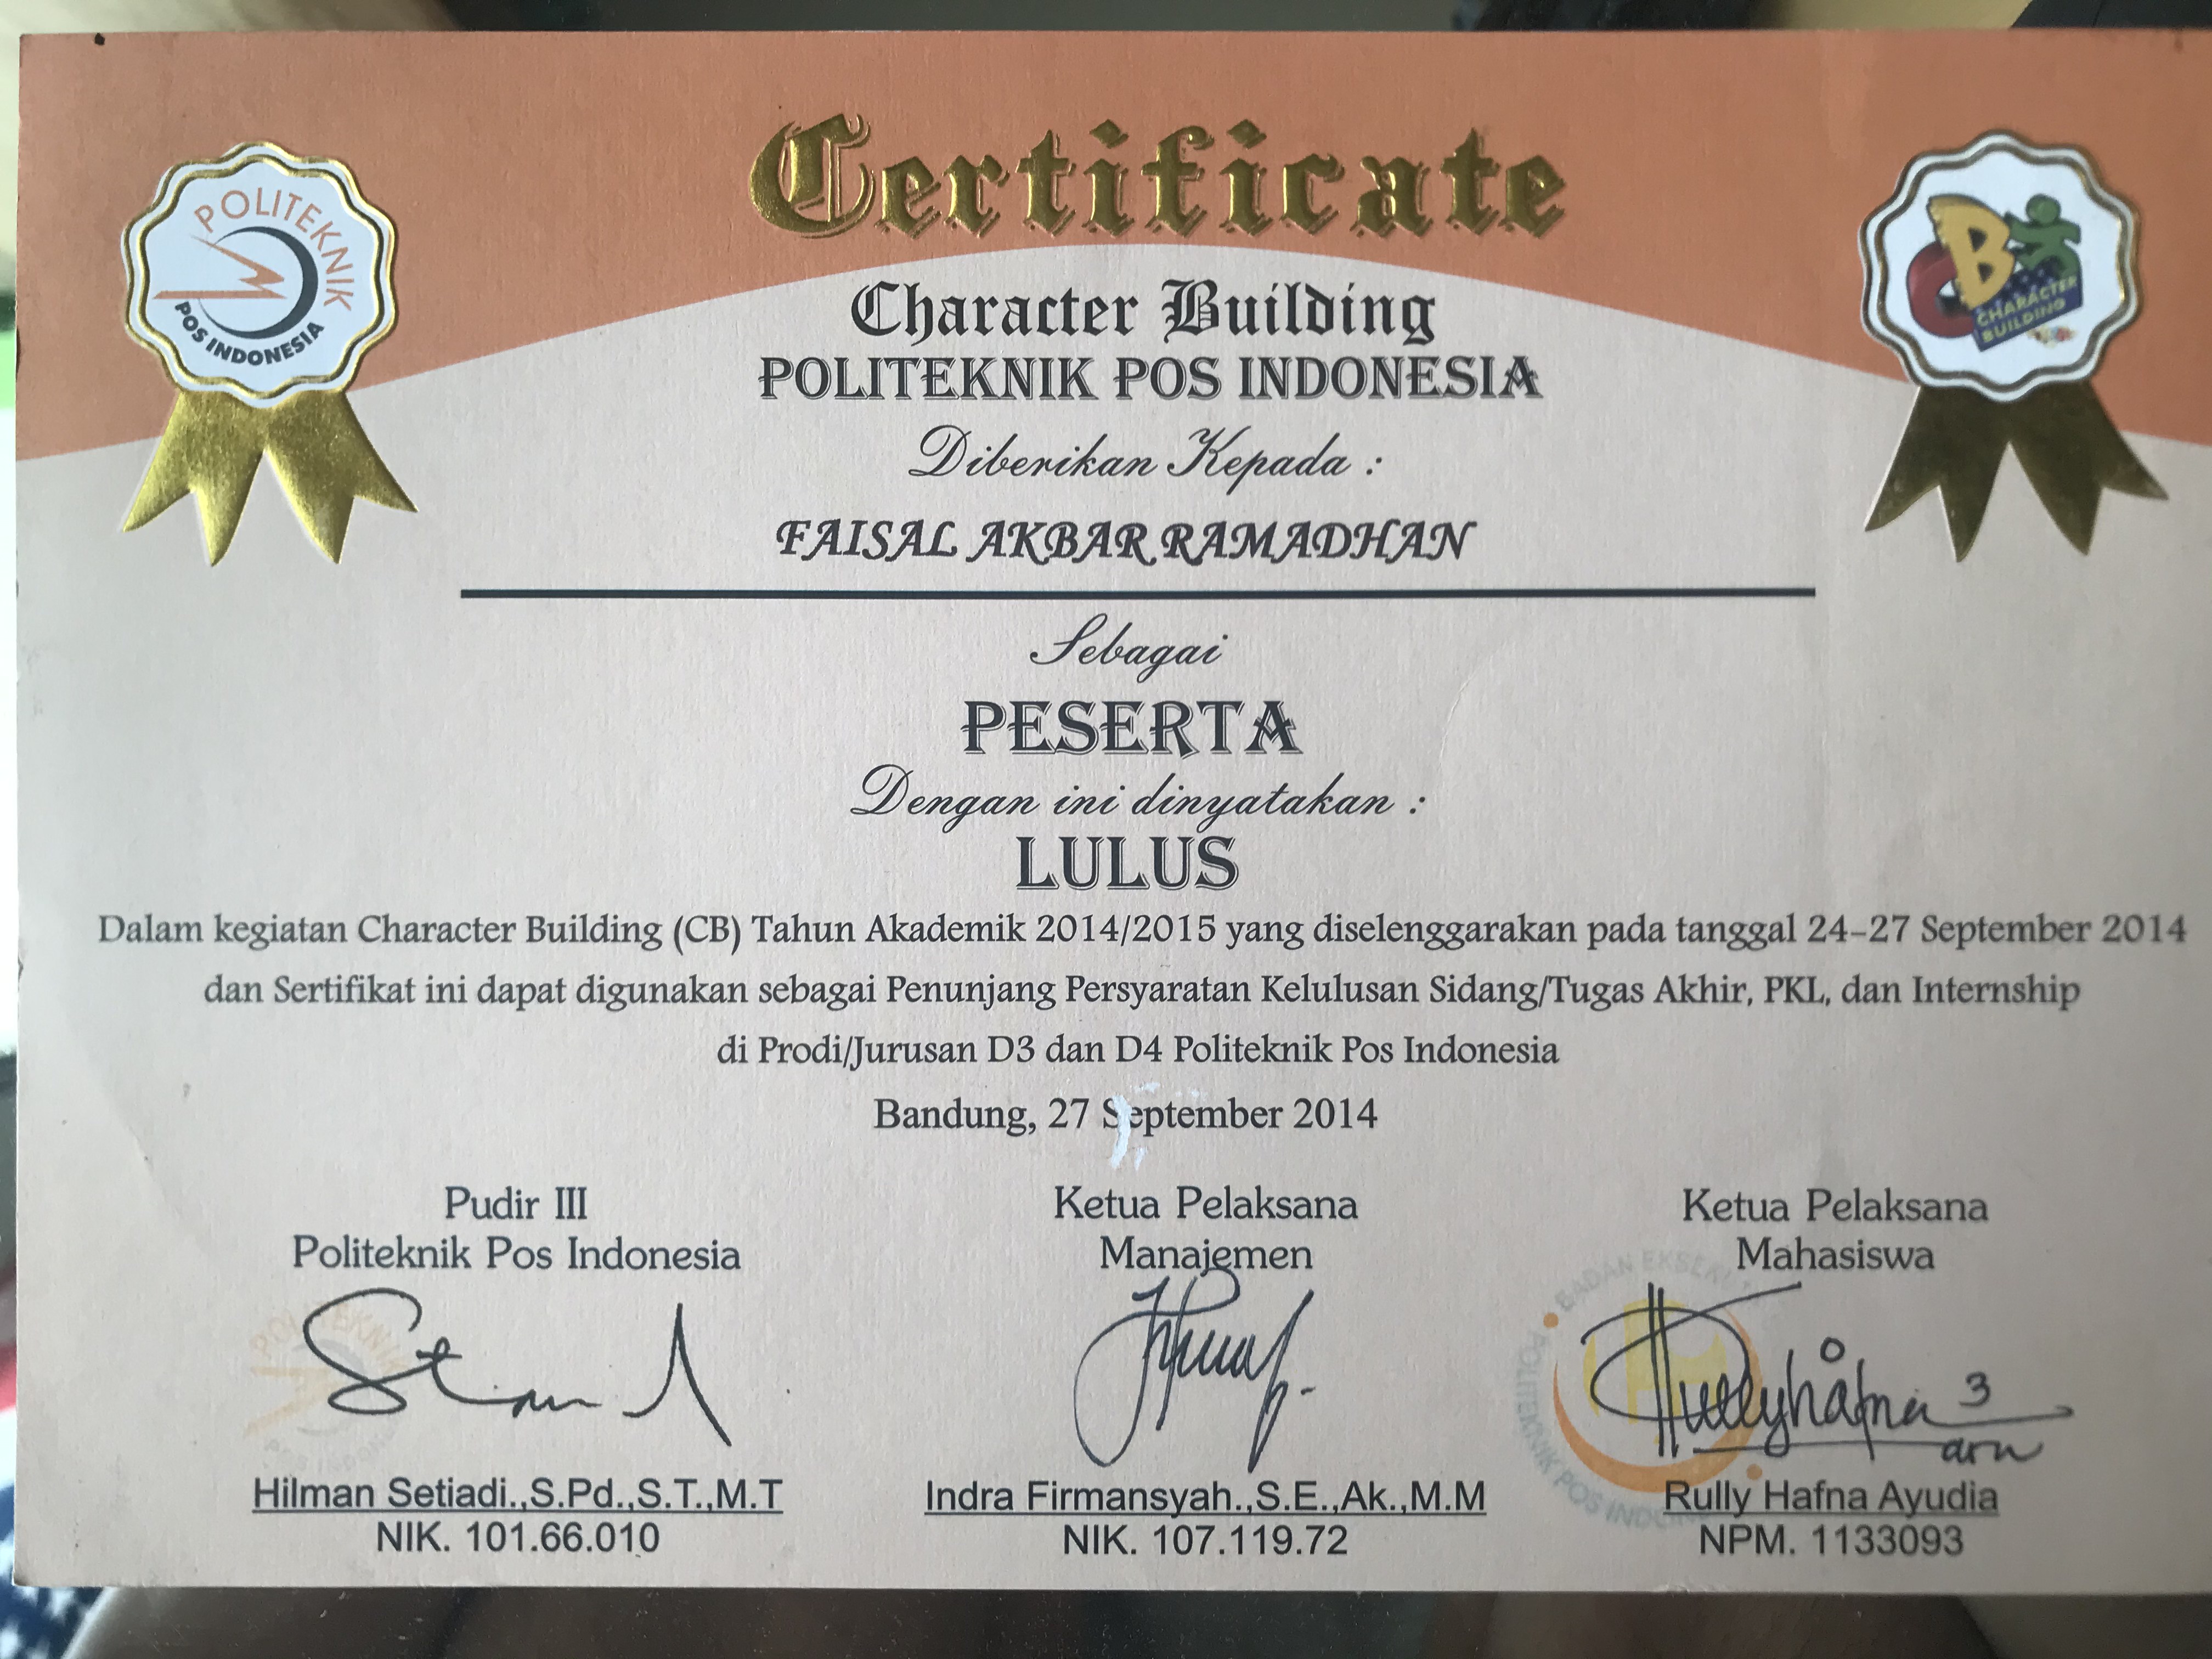 POLITEKNIK
POS INDONESIA
Certificate
Character Building
POLITEKNIK POS INDONESIA
CB
CHARACTER
BUILDING
Diberikan Kepada :
FAISAL AKBAR RAMADHAN
Sebagai
PESERTA
Dengan ini dinyatakan :
LULUS
Dalam kegiatan Character Building (CB) Tahun Akademik 2014/2015 yang diselenggarakan pada tanggal 24-27 September 2014
dan Sertifikat ini dapat digunakan sebagai Penunjang Persyaratan Kelulusan Sidang/Tugas Akhir, PKL, dan Internship
di Prodi/Jurusan D3 dan D4 Politeknik Pos Indonesia
Bandung, 27 September 2014
Pudir III
Politeknik Pos Indonesia
Hilman Setiadi.,S.Pd.,S.T.,M.T
NIK. 101.66.010
Ketua Pelaksana
Manajemen
Indra Firmansyah.,S.E.,Ak.,M.M
NIK. 107.119.72
Ketua Pelaksana
Mahasiswa
Rully Hafna Ayudia
NPM. 1133093